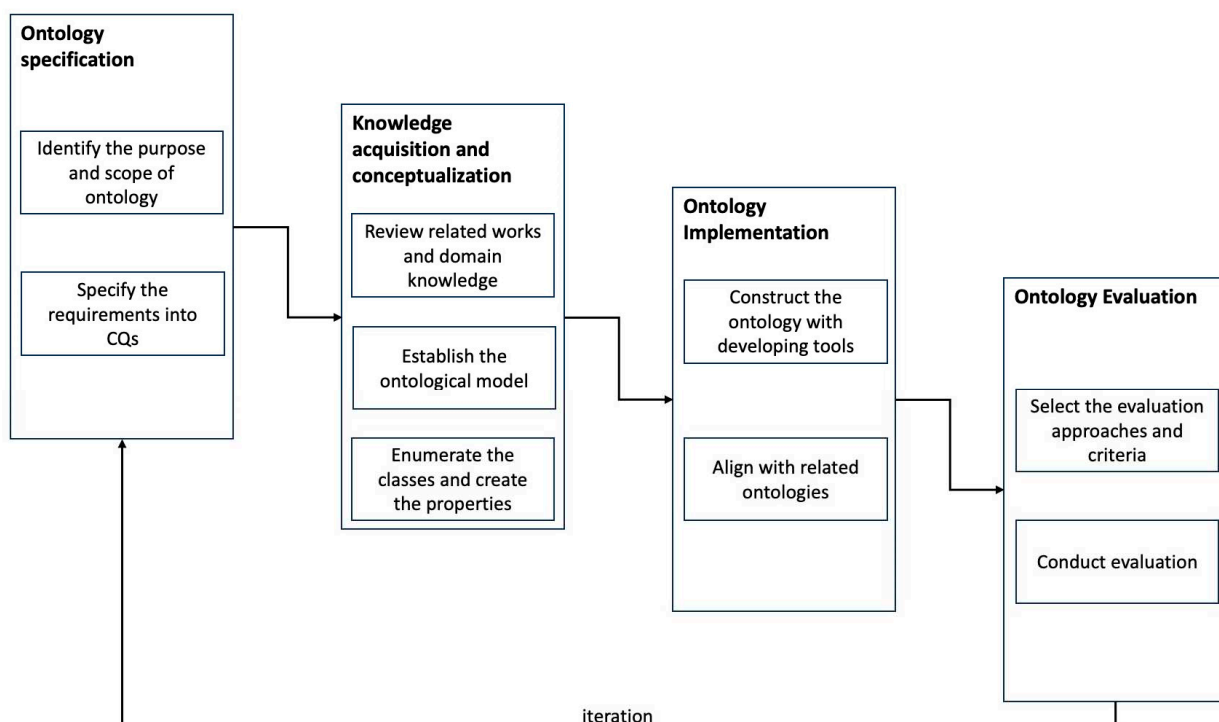 Ontology
specification
Identify the purpose
and scope of
ontology
Specify the
requirements into
CQs
Knowledge
acquisition and
conceptualization
Review related works
and domain
knowledge
Establish the
ontological model
Enumerate the
classes and create
the properties
Ontology
Implementation
Construct the
ontology with
developing tools
Align with related
ontologies
Ontology Evaluation
Select the evaluation
approaches and
criteria
Conduct evaluation
iteration